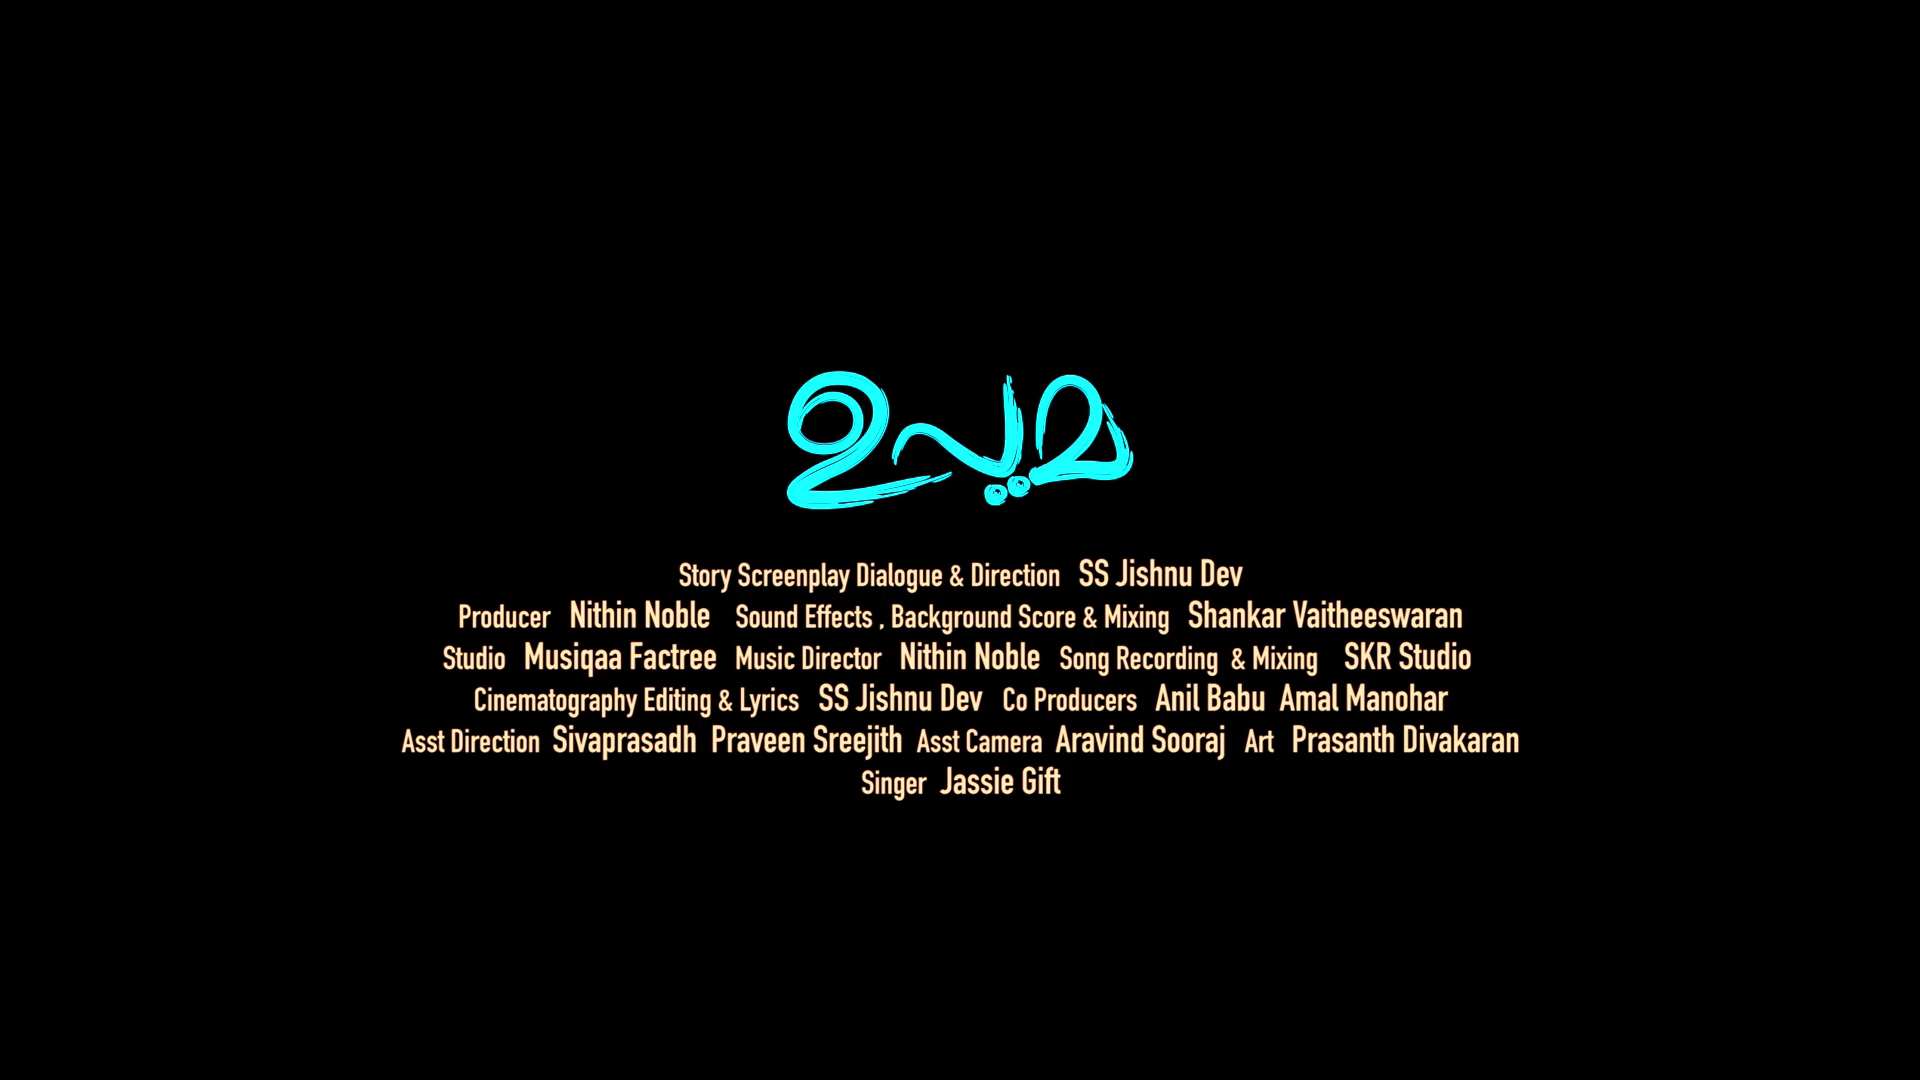 ഉപമ
Story Screenplay Dialogue & Direction SS Jishnu Dev
Producer Nithin Noble Sound Effects , Background Score & Mixing Shankar Vaitheeswaran
Studio Musiqaa Factree Music Director Nithin Noble Song Recording & Mixing SKR Studio
Cinematography Editing & Lyrics SS Jishnu Dev Co Producers Anil Babu Amal Manohar
Asst Direction Sivaprasadh Praveen Sreejith Asst Camera Aravind Sooraj Art Prasanth Divakaran
Singer Jassie Gift